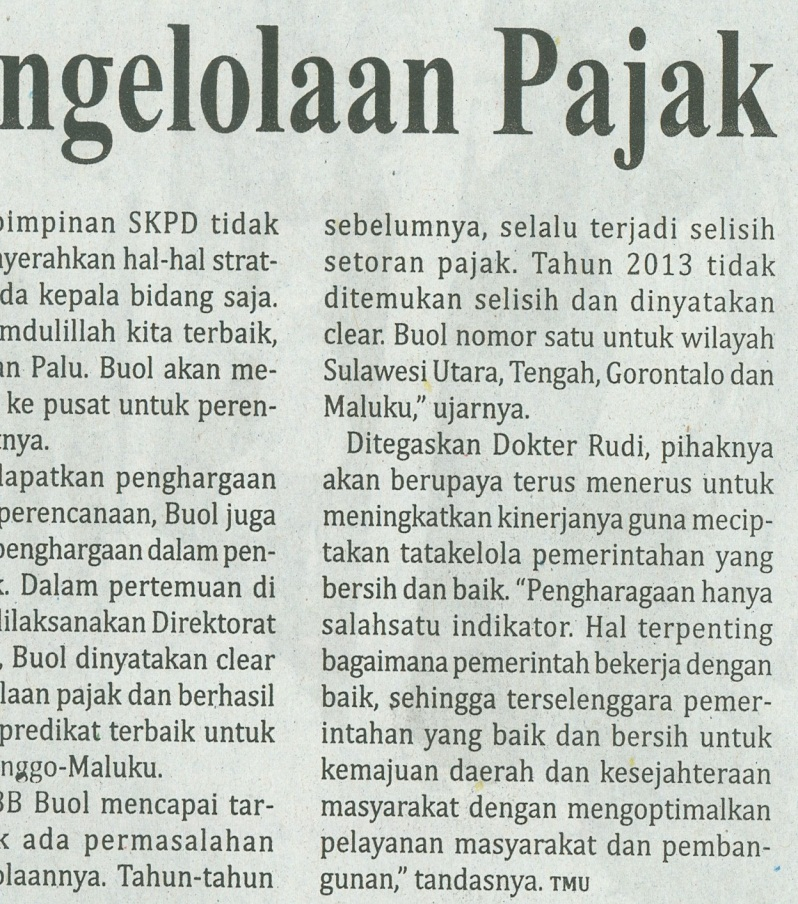 ngelolaan Pajak
pimpinan SKPD tidak
yerahkan hal-hal strat-
da kepala bidang saja.
mdulillah kita terbaik,
an Palu. Buol akan me-
ke pusat untuk peren-
nya.
dapatkan penghargaan
perencanaan, Buol juga
penghargaan dalam pen-
k. Dalam pertemuan di
dilaksanakan Direktorat
, Buol dinyatakan clear
laan pajak dan berhasil
predikat terbaik untuk
nggo-Maluku.
BB Buol mencapai tar-
k ada permasalahan
olaannya. Tahun-tahun
sebelumnya, selalu terjadi selisih
setoran pajak. Tahun 2013 tidak
ditemukan selisih dan dinyatakan
clear. Buol nomor satu untuk wilayah
Sulawesi Utara, Tengah, Gorontalo dan
Maluku,” ujarnya.
Ditegaskan Dokter Rudi, pihaknya
akan berupaya terus menerus untuk
meningkatkan kinerjanya guna mecip-
takan tatakelola pemerintahan yang
bersih dan baik. “Pengharagaan hanya
salahsatu indikator. Hal terpenting
bagaimana pemerintah bekerja dengan
baik, sehingga terselenggara pemer-
intahan yang baik dan bersih untuk
kemajuan daerah dan kesejahteraan
masyarakat dengan mengoptimalkan
pelayanan masyarakat dan pemban-
gunan,” tandasnya. TMU